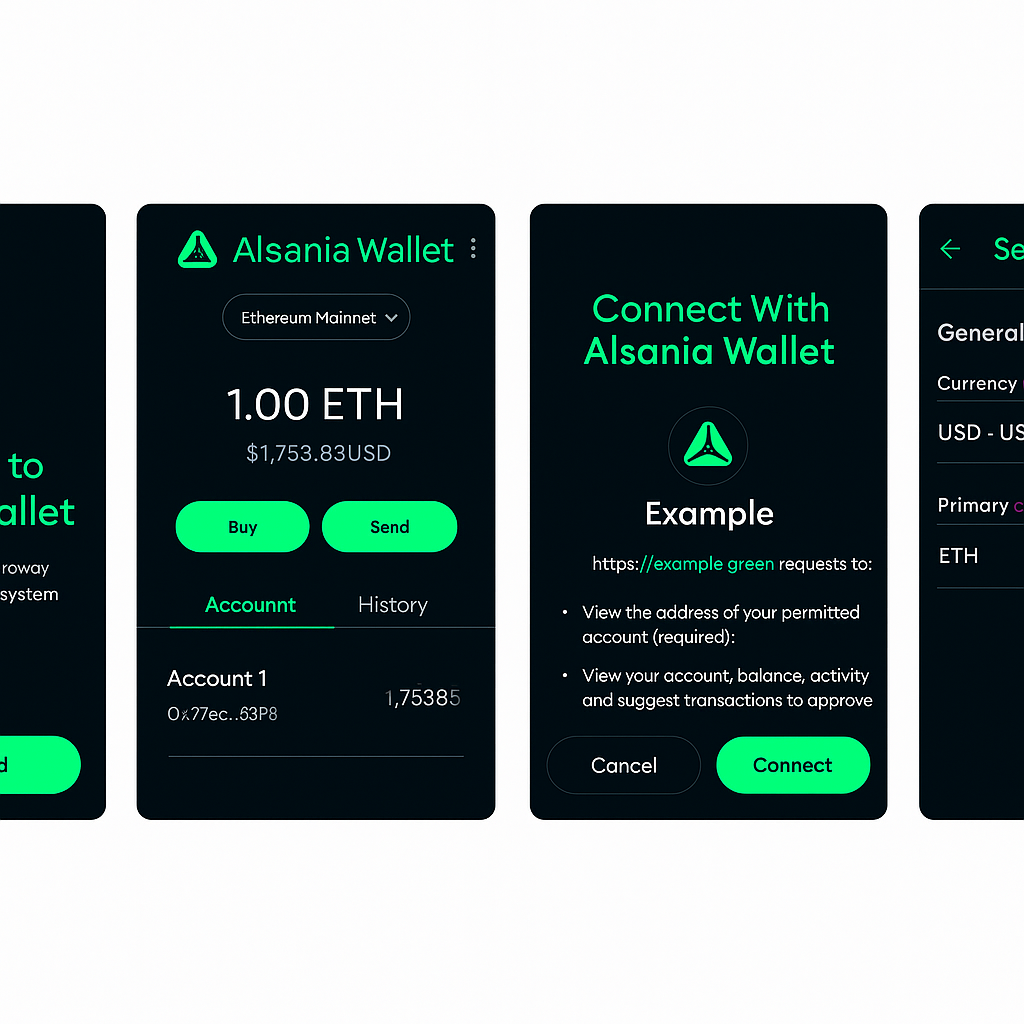 to
allet
roway
system
d
Alsania Wallet
Ethereum Mainnet
1.00 ETH
$1,753.83USD
Buy
Send
Accounnt
History
Account 1
1,75385
0x77ec..63P8
Connect With
Alsania Wallet
Example
https://example green requests to:
• View the address of your permitted
account (required):
• View your account, balance, activity
and suggest transactions to approve
Cancel
Connect
Se
General
Currency
USD - US
Primary c
ETH